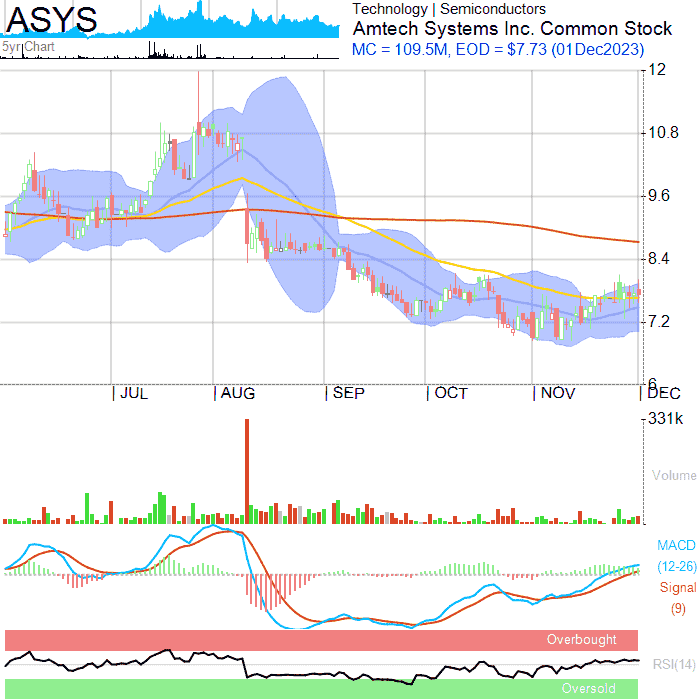 ASYS
5yr Chart
Technology | Semiconductors
Amtech Systems Inc. Common Stock
MC = 109.5M, EOD = $7.73 (01Dec2023)
12
10.8
9.6
8.4
7.2
6
JUL
AUG
SEP
OCT
NOV
DEC
331k
Volume
MACD
(12-26)
Signal
(9)
Overbought
RSI(14)
Oversold